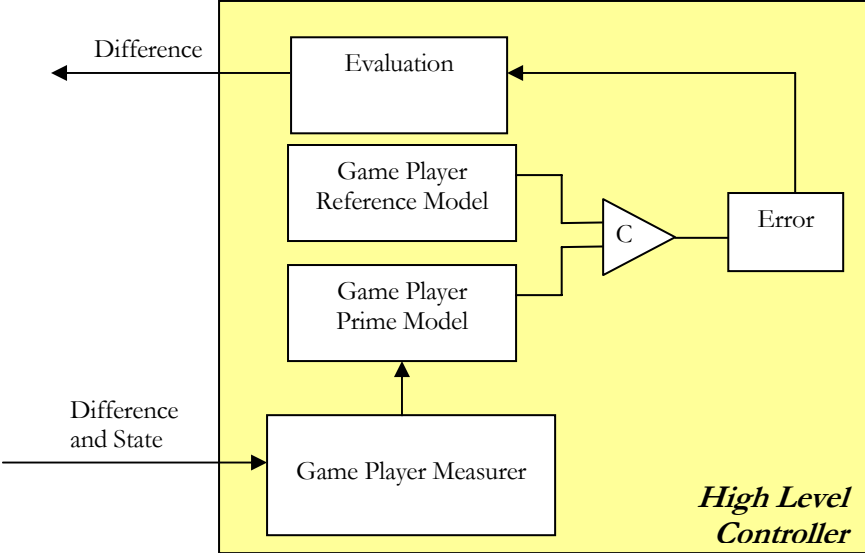 Difference
Evaluation
Game Player
Reference Model
C
Error
Game Player
Prime Model
Difference
and State
Game Player Measurer
High Level
Controller